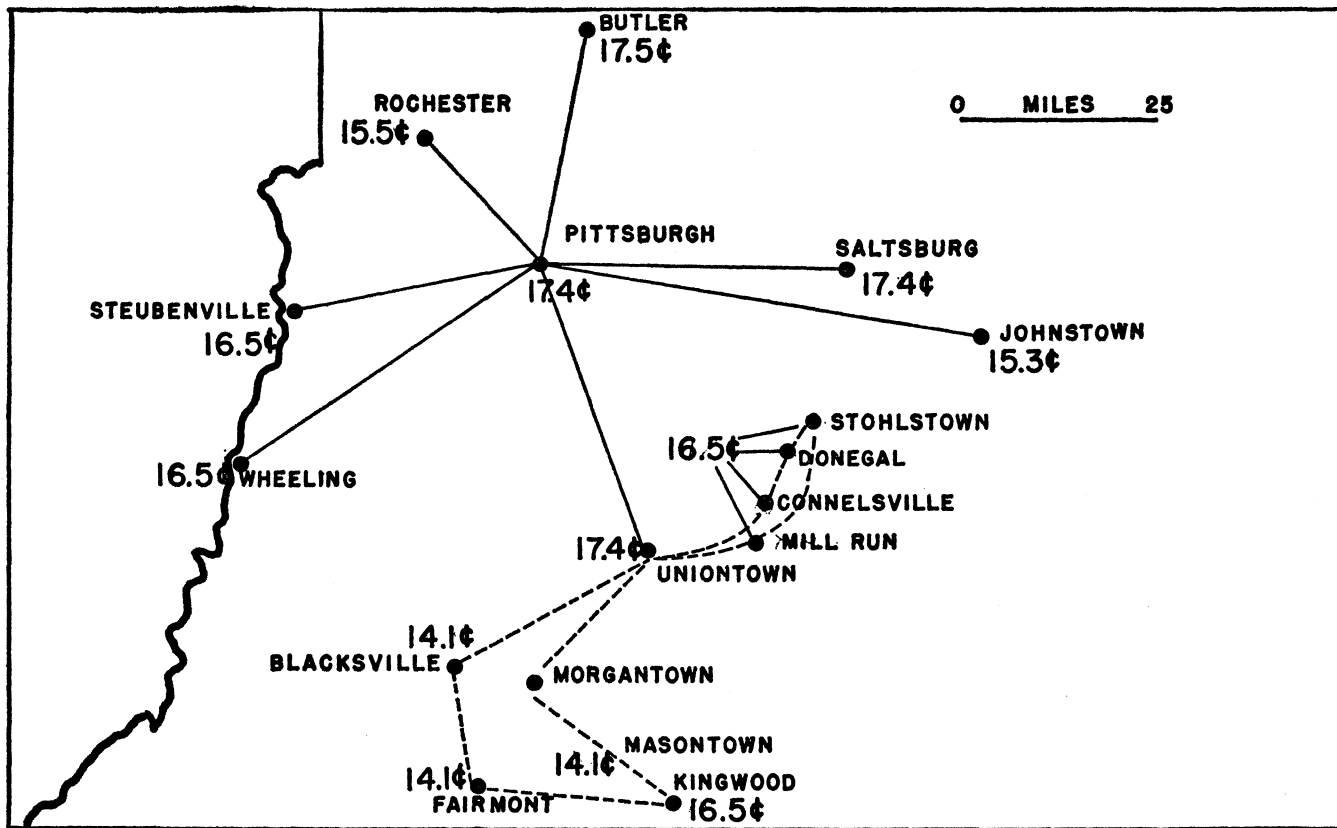 BUTLER
17.5¢
ROCHESTER
15.5¢
0 MILES 25
PITTSBURGH
17.4¢
SALTSBURG
17.4¢
STEUBENVILLE
16.5¢
JOHNSTOWN
15.3¢
STOHLSTOWN
16.5¢
DONEGAL
16.5¢ WHEELING
CONNELSVILLE
MILL RUN
17.4¢
UNIONTOWN
14.1¢
BLACKSVILLE
MORGANTOWN
MASONTOWN
14.1¢
14.1¢
FAIRMONT
KINGWOOD
16.5¢